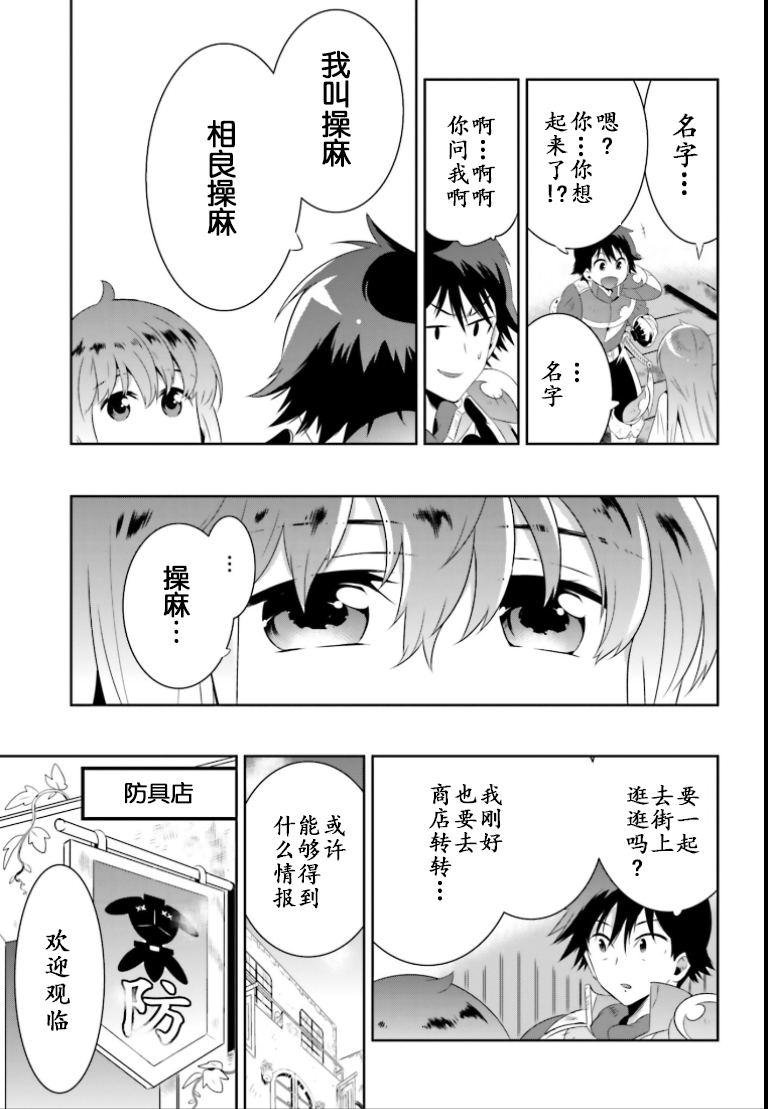 名字…
嗯?
你…你想
起来了!?
…
名字
啊…啊啊
你问我啊
我叫操麻
相良操麻
…
操麻…
要一起
去街上
逛逛吗?
我刚好
也要去
商店转转…
或许
能够得到
什么情报
防具店
防
欢迎观临